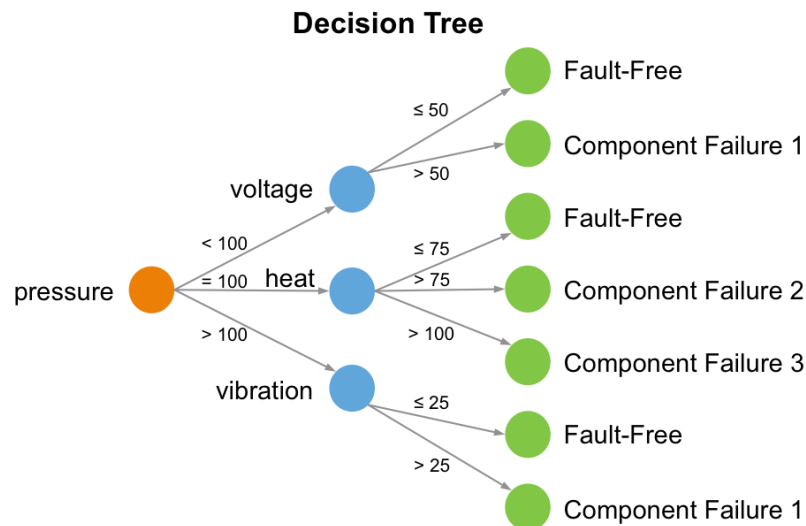 Decision Tree
Fault-Free
≤ 50
Component Failure 1
> 50
voltage
Fault-Free
< 100
≤ 75
heat
= 100
> 75
pressure
Component Failure 2
> 100
> 100
Component Failure 3
vibration
≤ 25
Fault-Free
> 25
Component Failure 1